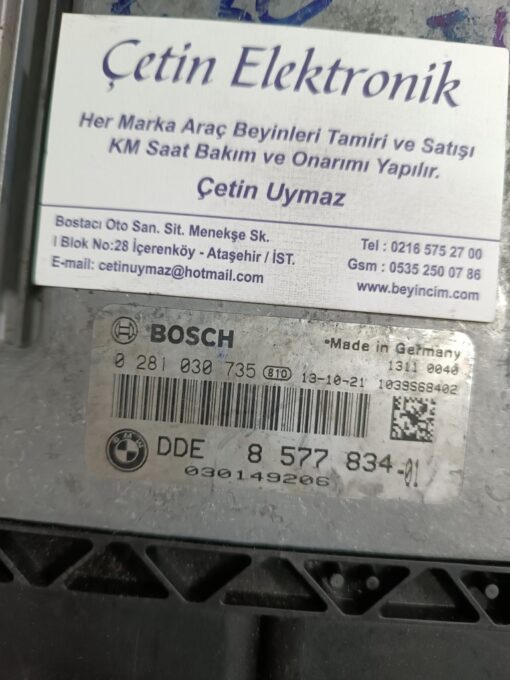 Çetin Elektronik
Her Marka Araç Beyinleri Tamiri ve Satışı
KM Saat Bakım ve Onarımı Yapılır.
Çetin Uymaz
Bostacı Oto San. Sit. Menekşe Sk.
I Blok No:28 İçerenköy - Ataşehir / İST.
E-mail: cetinuymaz@hotmail.com
Tel : 0216 575 27 00
Gsm : 0535 250 07 86
www.beyincim.com
BOSCH
Made in Germany
1311 0040
0 281 030 735 810 13-10-21 1039S68402
BMW
DDE 8 577 834-01
030149206